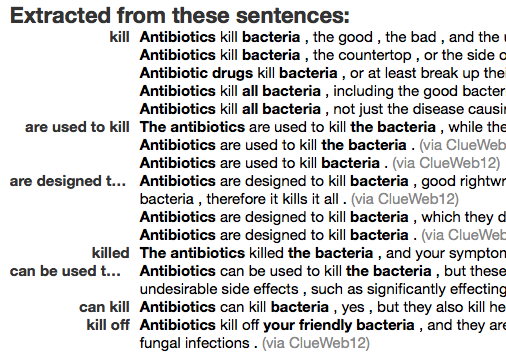 Extracted from these sentences:
kill Antibiotics kill bacteria , the good , the bad , and the
Antibiotics kill bacteria , the countertop , or the side o
Antibiotic drugs kill bacteria , or at least break up
Antibiotics kill all bacteria , including the good bacter
Antibiotics kill all bacteria , not just the disease causin
are used to kill The antibiotics are used to kill the bacteria , while the
Antibiotics are used to kill the bacteria . (via ClueWeb12)
Antibiotics are used to kill bacteria . (via ClueWeb12)
are designed t... Antibiotics are designed to kill bacteria , good rightwr
bacteria , therefore it kills it all . (via ClueWeb12)
Antibiotics are designed to kill bacteria , which they d
Antibiotics are designed to kill bacteria . (via ClueWeb
killed The antibiotics killed the bacteria , and your sympton
can be used t... Antibiotics can be used to kill the bacteria , but these
undesirable side effects , such as significantly effecting
can kill Antibiotics can kill bacteria , yes , but they also kill he
kill off Antibiotics kill off your friendly bacteria , and they are
fungal infections . (via ClueWeb12)